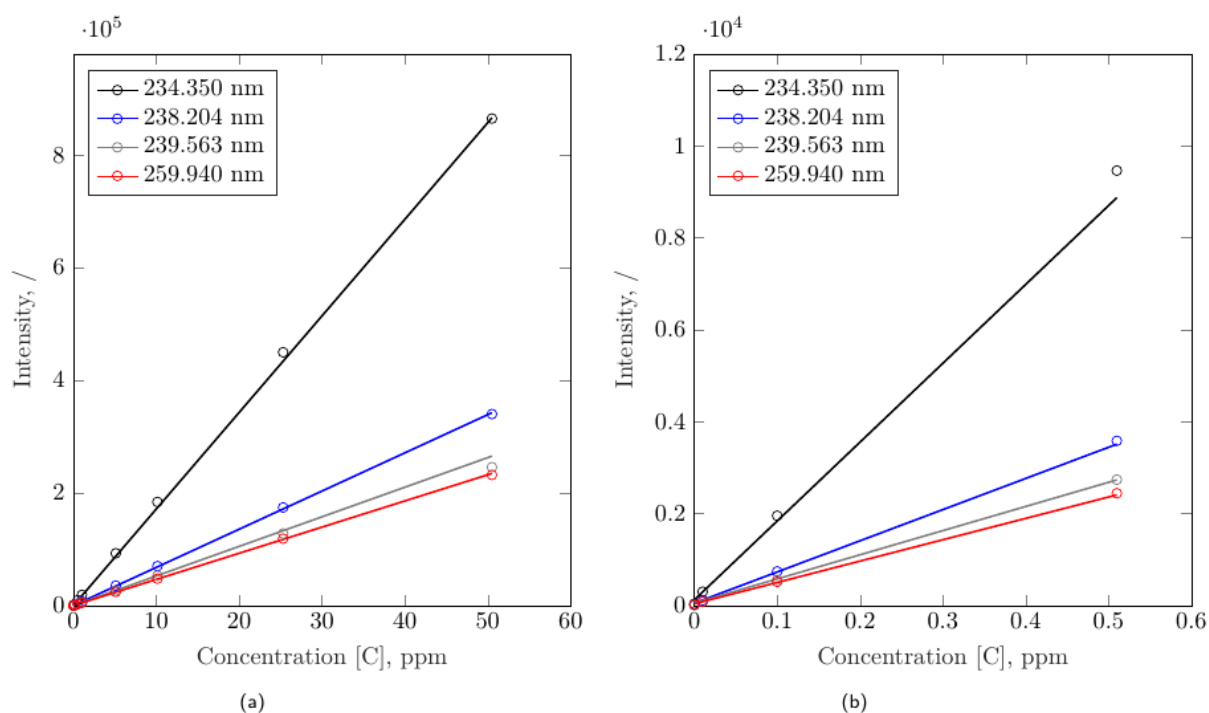 ·10^5
8
6
4
2
0
0 10 20 30 40 50 60
Intensity, /
Concentration [C], ppm
234.350 nm
238.204 nm
239.563 nm
259.940 nm
(a)
·10^4
1.2
1
0.8
0.6
0.4
0.2
0
0 0.1 0.2 0.3 0.4 0.5 0.6
Intensity, /
Concentration [C], ppm
234.350 nm
238.204 nm
239.563 nm
259.940 nm
(b)